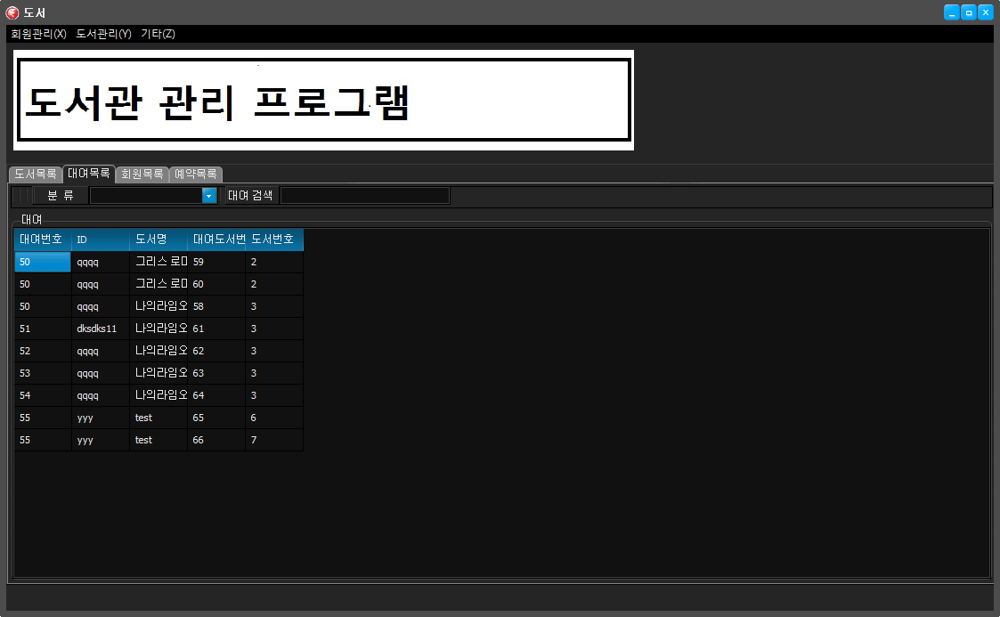 도서
회원관리(X) 도서관리(Y) 기타(Z)
도서관 관리 프로그램
도서목록 대여목록 회원목록 예약목록
분 류 대여 검색
대여
대여번호 ID 도서명 대여도서번 도서번호
50 qqqq 그리스 로 59 2
50 qqqq 그리스 로 60 2
50 qqqq 나의라임오 58 3
51 dksdks11 나의라임오 61 3
52 qqqq 나의라임오 62 3
53 qqqq 나의라임오 63 3
54 qqqq 나의라임오 64 3
55 yyy test 65 6
55 yyy test 66 7